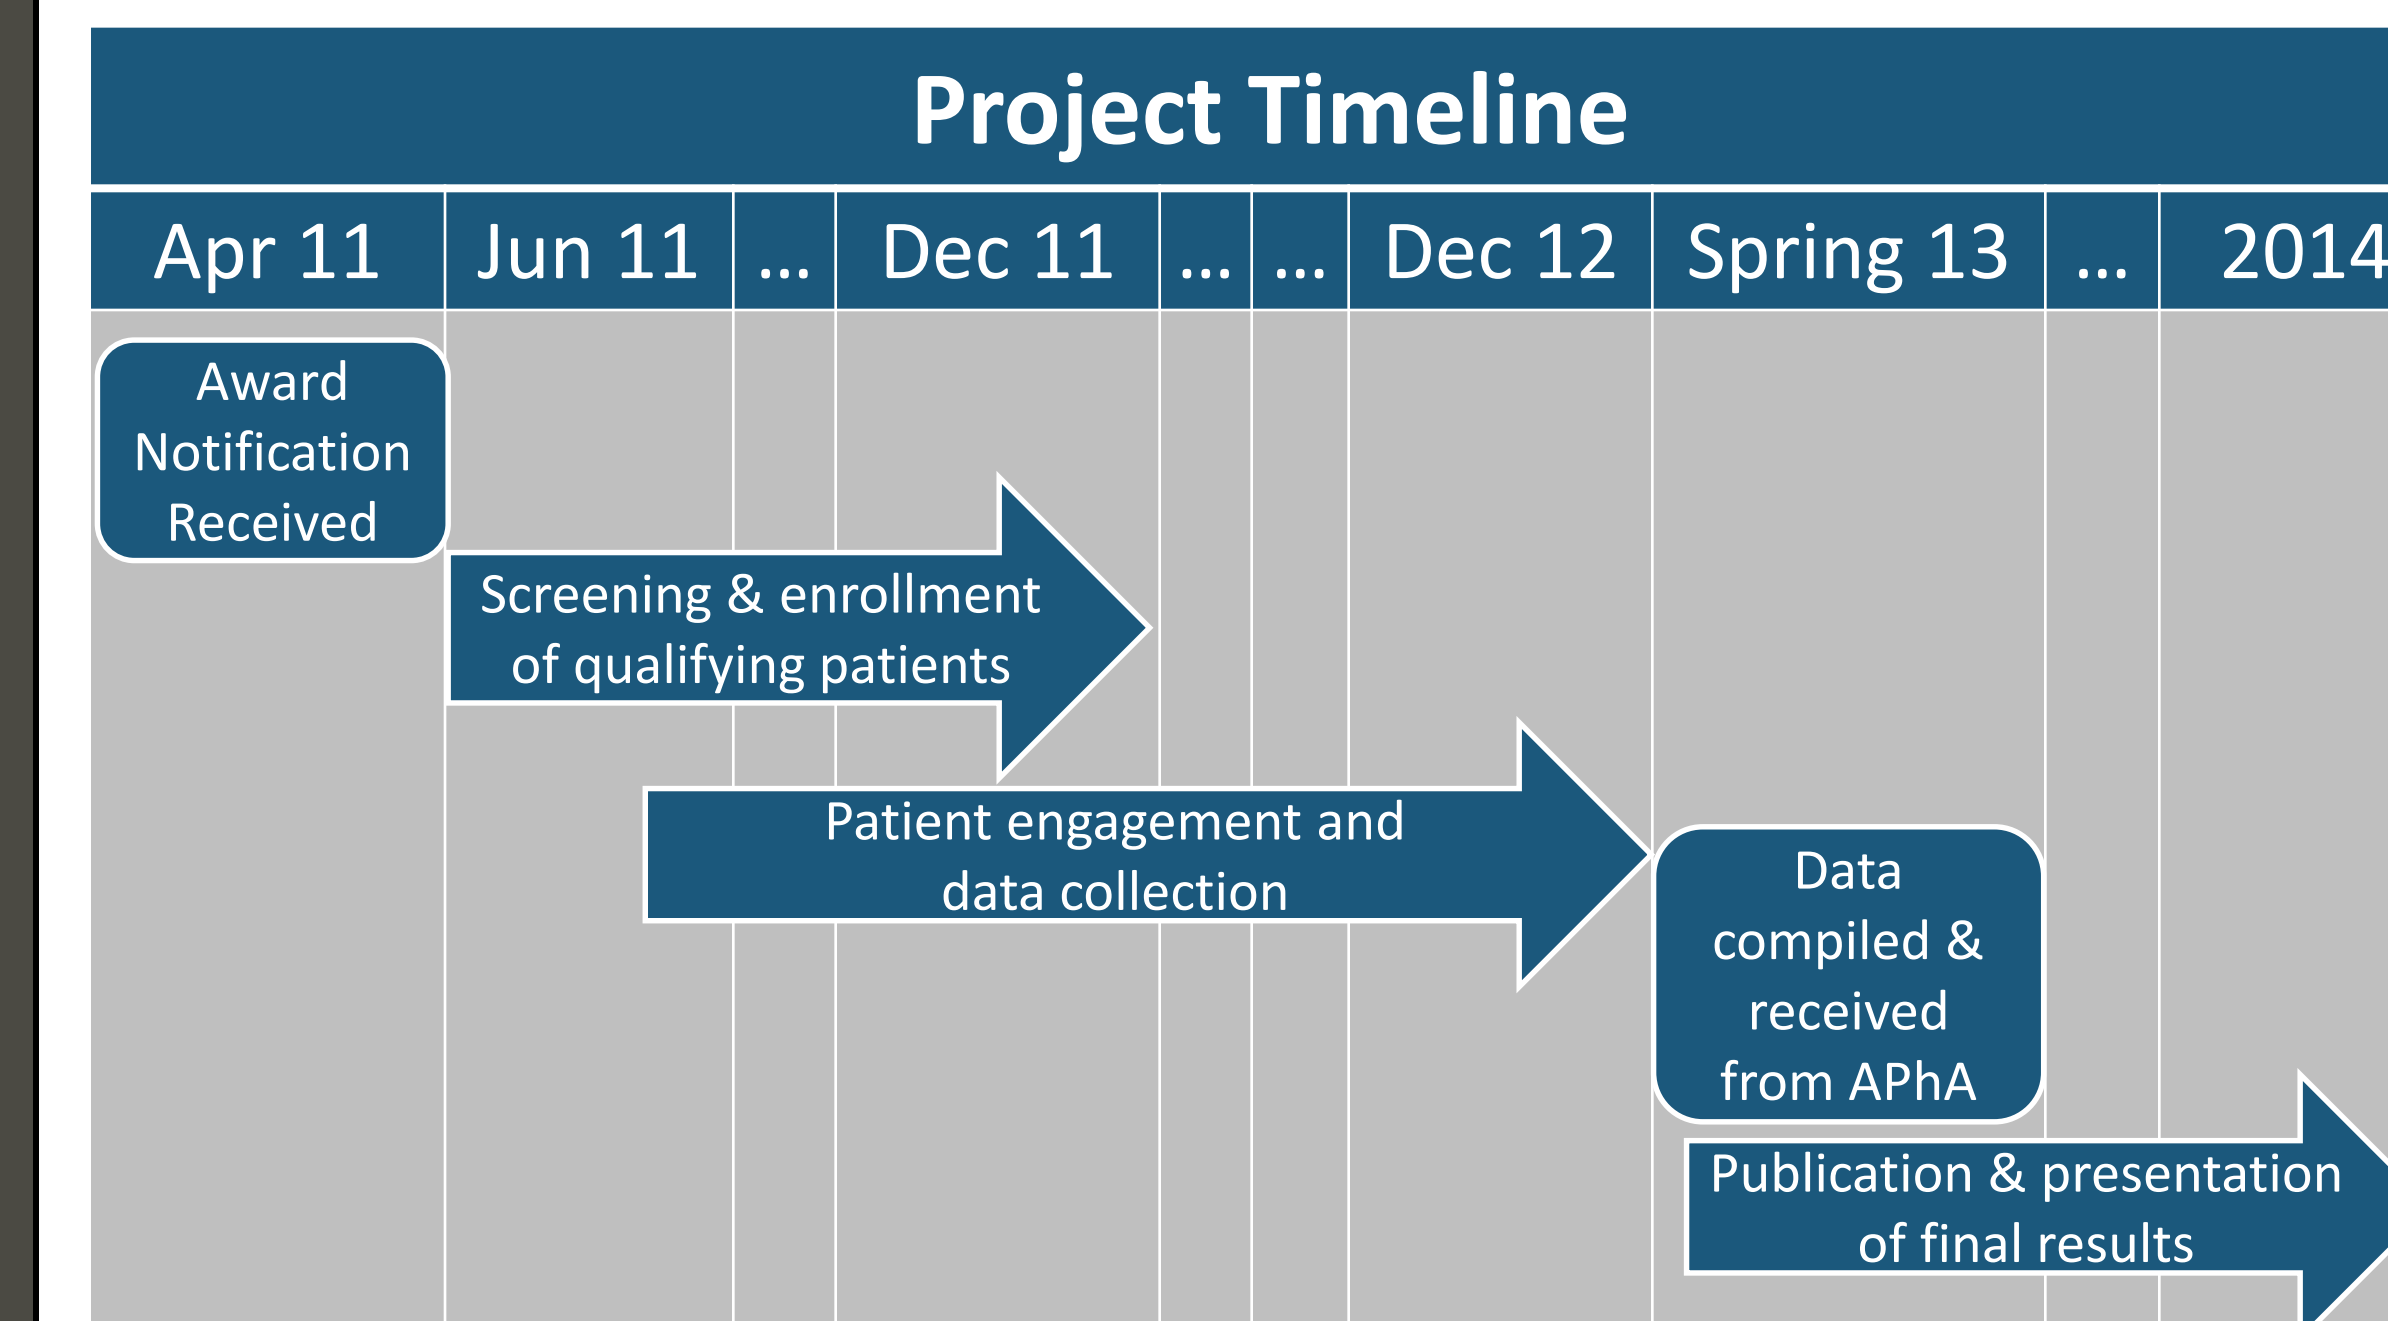 Project Timeline
Apr 11 Jun 11 ... Dec 11 ... ... Dec 12 Spring 13 ... 2014
Award
Notification
Received
Screening & enrollment
of qualifying patients
Patient engagement and
data collection
Data
compiled &
received
from APhA
Publication & presentation
of final results